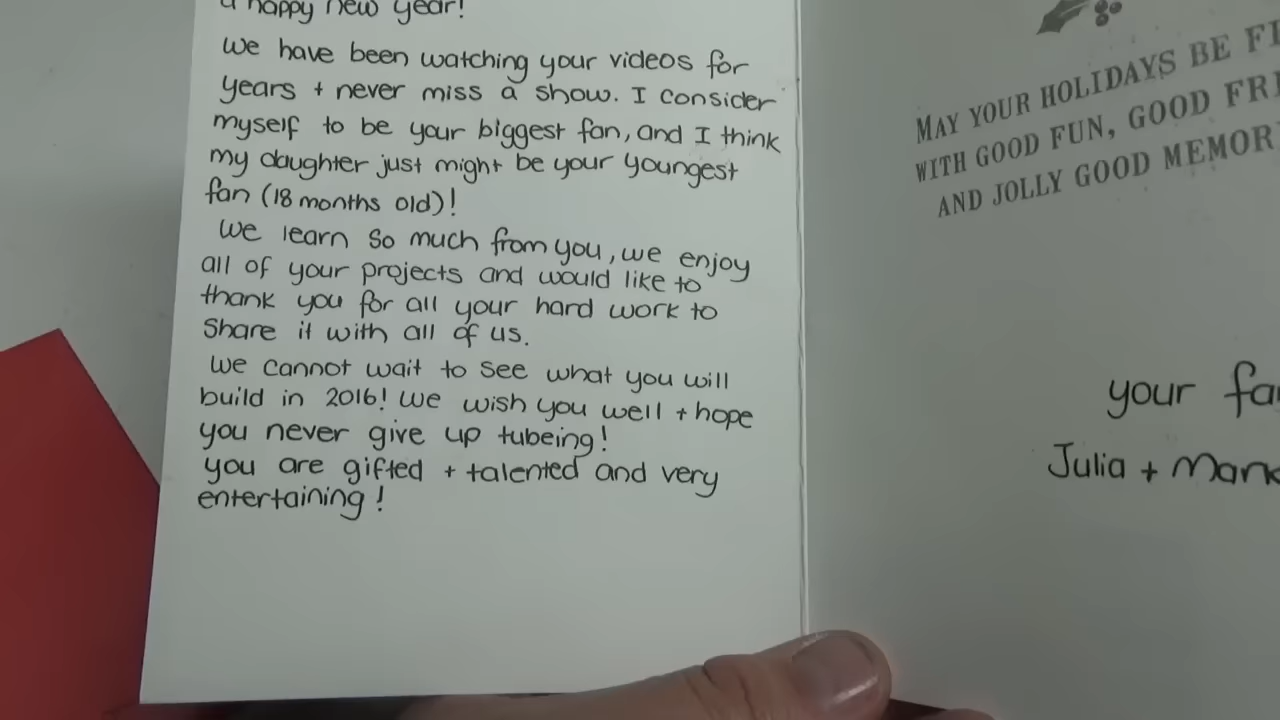 a happy new year!
we have been watching your videos for
years + never miss a show. I consider
myself to be your biggest fan, and I think
my daughter just might be your youngest
fan (18 months old)!
we learn so much from you, we enjoy
all of your projects and would like to
thank you for all your hard work to
share it with all of us.
we cannot wait to see what you will
build in 2016! we wish you well + hope
you never give up tubeing!
you are gifted + talented and very
entertaining!
MAY YOUR HOLIDAYS BE
WITH GOOD FUN, GOOD
AND JOLLY GOOD
your
Julia +